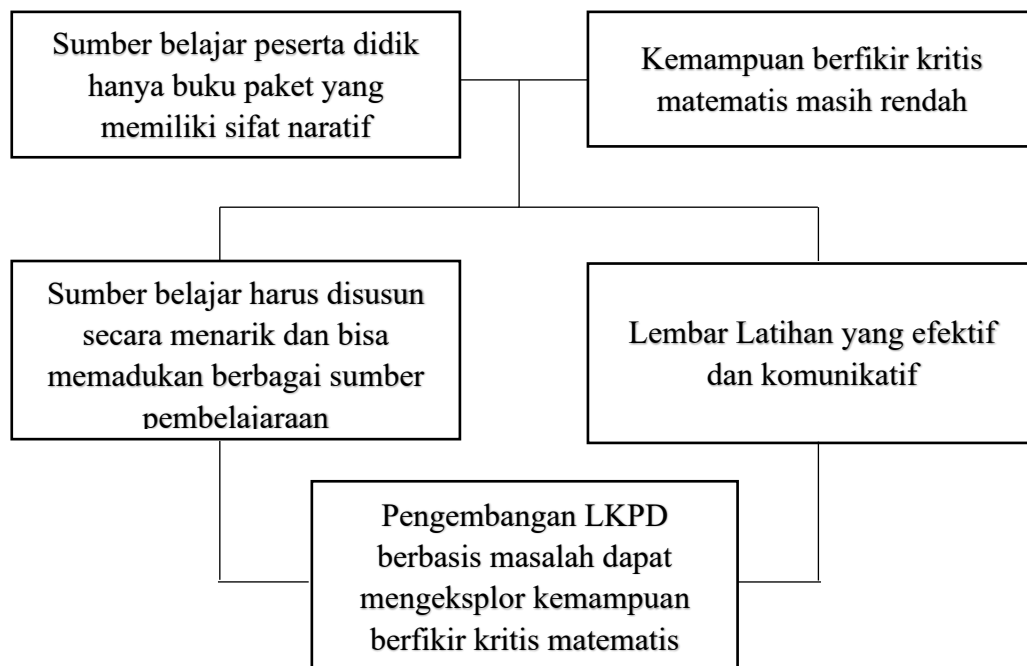 Sumber belajar peserta didik
hanya buku paket yang
memiliki sifat naratif
Kemampuan berfikir kritis
matematis masih rendah
Sumber belajar harus disusun
secara menarik dan bisa
memadukan berbagai sumber
pembelajaraan
Lembar Latihan yang efektif
dan komunikatif
Pengembangan LKPD
berbasis masalah dapat
mengeksplor kemampuan
berfikir kritis matematis